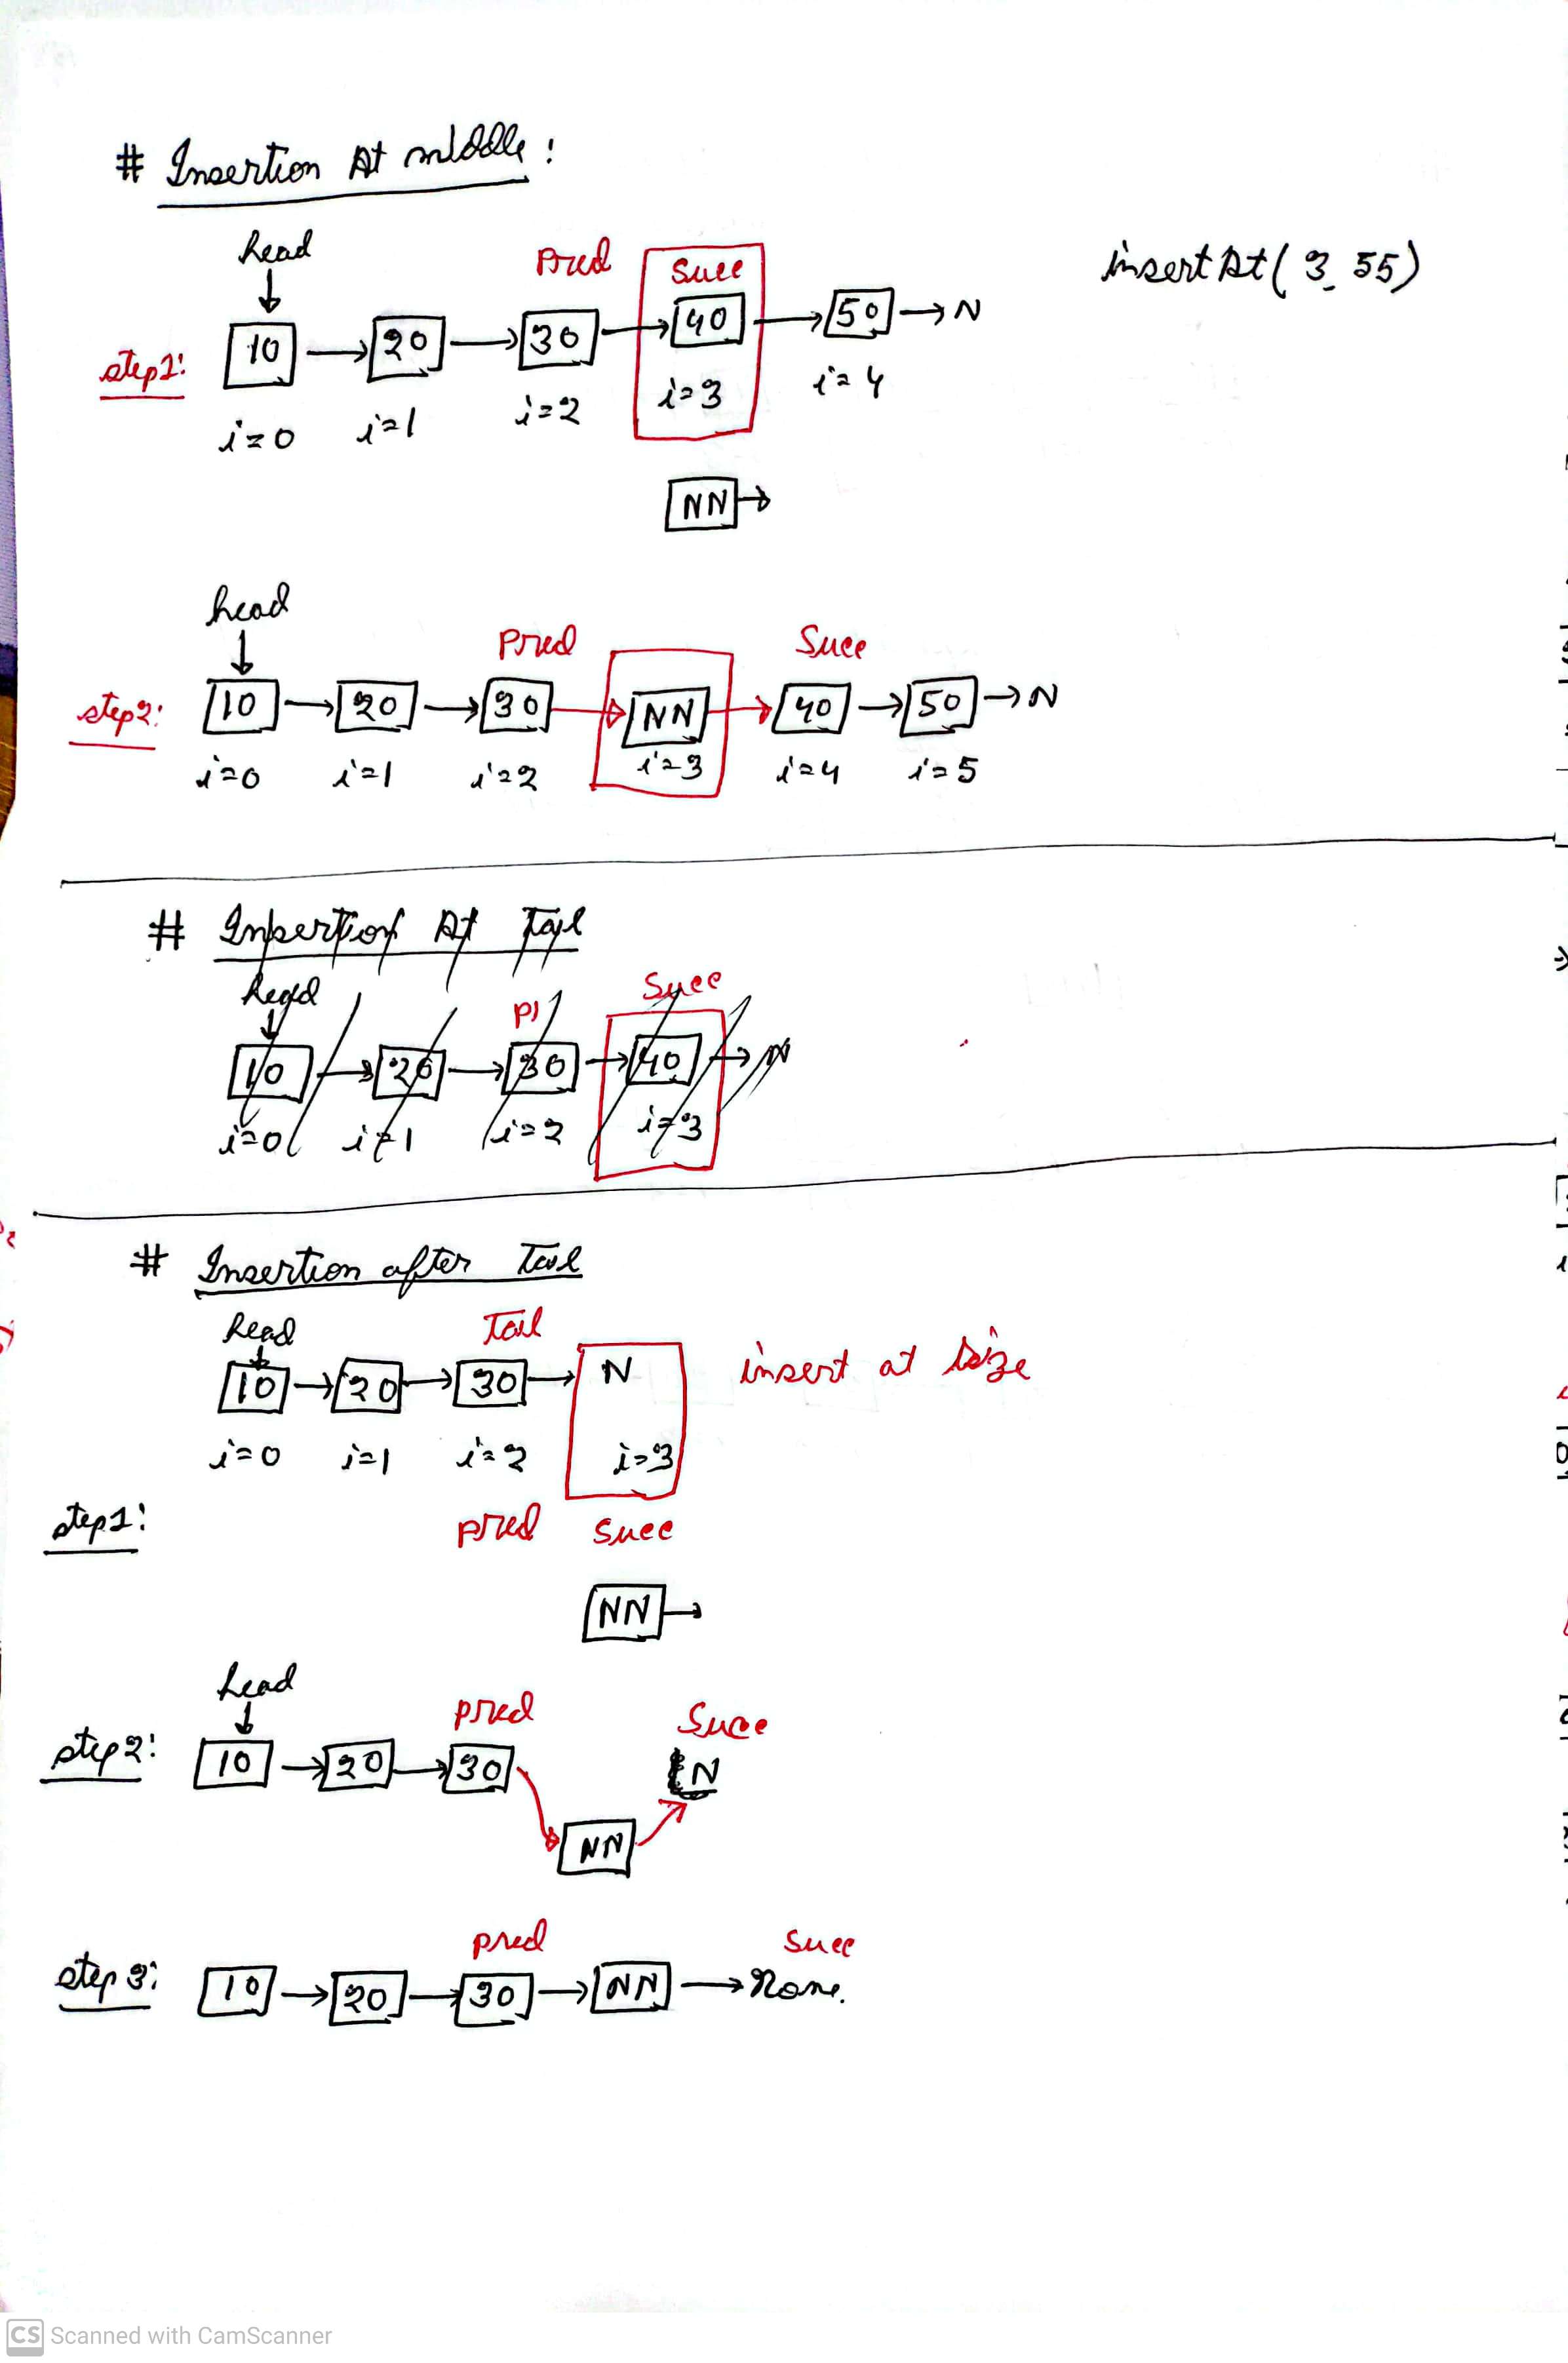 # Insertion At middle :
head
Pred Succ
insertAt( 3, 55)
step1: 10 → 20 → 30 → 40 → 50 → N
i=0 i=1 i=2 i=3 i=4
NN →
head
Pred Succ
step2: 10 → 20 → 30 → NN → 40 → 50 → N
i=0 i=1 i=2 i=3 i=4 i=5
# Insertion At Tail
head Succ
10 → 20 → 30 → 40 → N
i=0 i=1 i=2 i=3
# Insertion after Tail
head Tail
10 → 20 → 30 → N insert at size
i=0 i=1 i=2 i=3
step1: pred succ
NN →
head
pred Succ
step2: 10 → 20 → 30 N
NN
pred Succ
step 3: 10 → 20 → 30 → NN → None.
CS Scanned with CamScanner